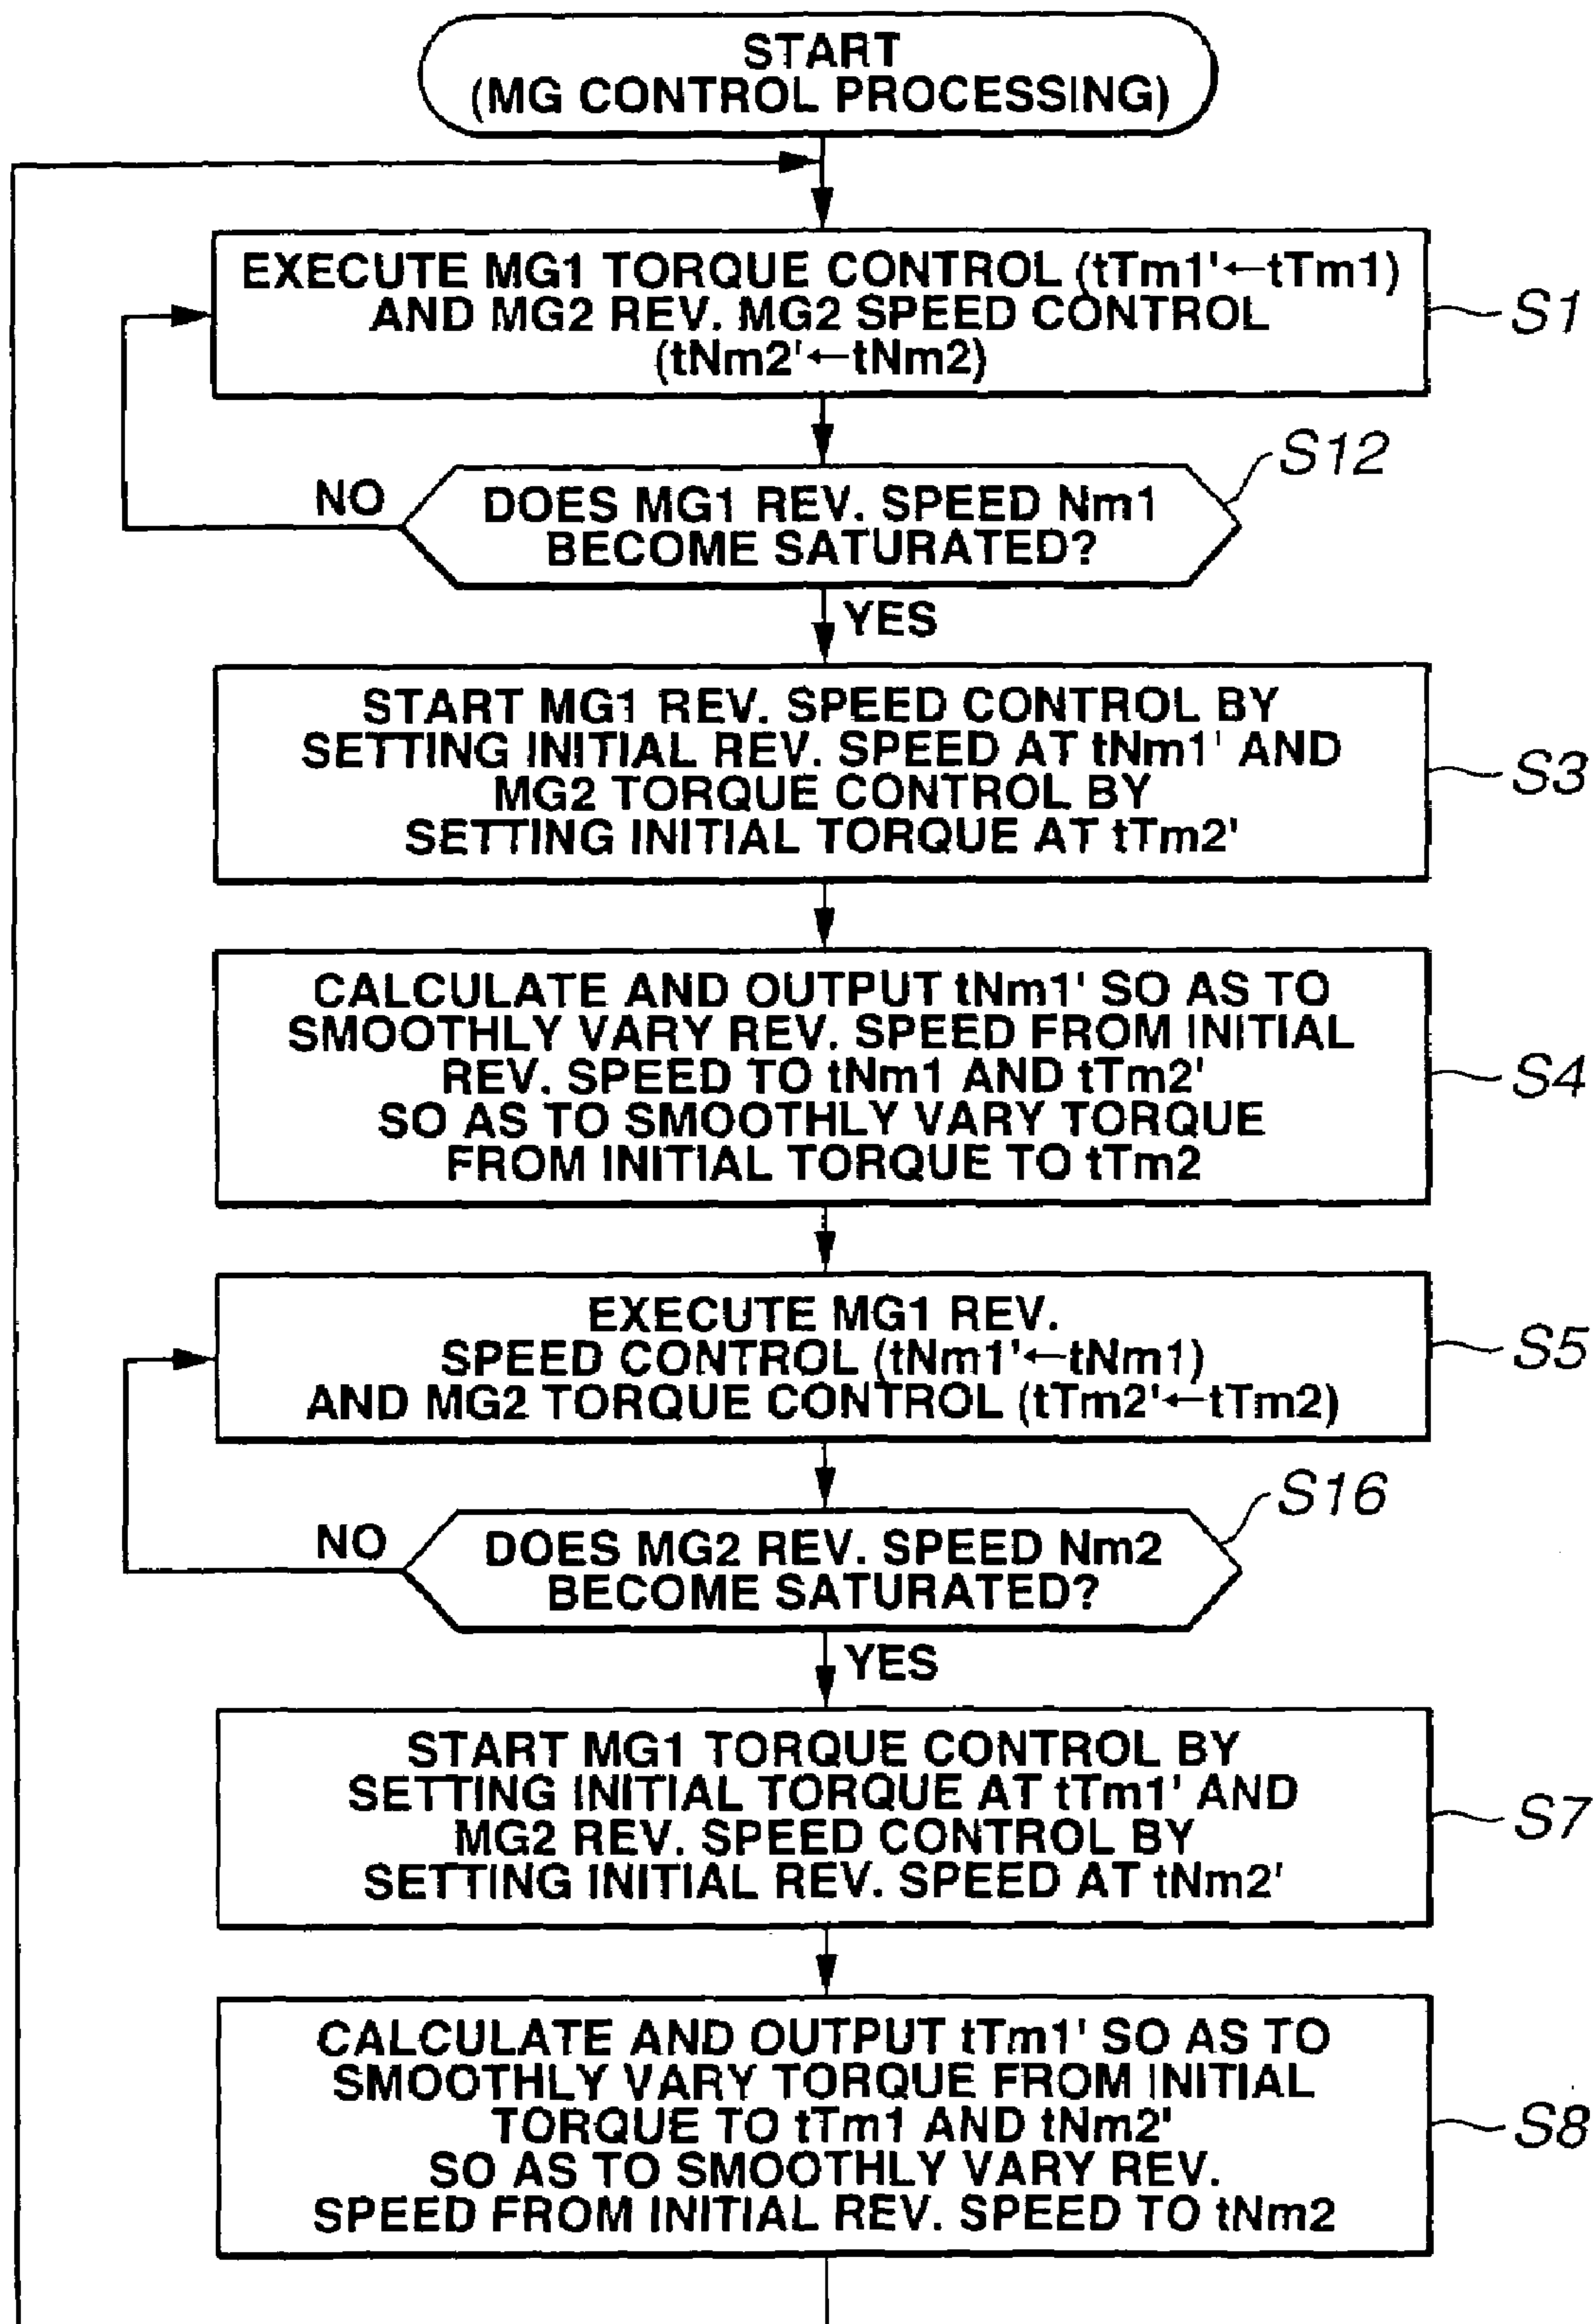 START
(MG CONTROL PROCESSING)
EXECUTE MG1 TORQUE CONTROL (tTm1'←tTm1)
AND MG2 REV. MG2 SPEED CONTROL
(tNm2'←tNm2)
S1
S12
NO
DOES MG1 REV. SPEED Nm1
BECOME SATURATED?
YES
START MG1 REV. SPEED CONTROL BY
SETTING INITIAL REV. SPEED AT tNm1' AND
MG2 TORQUE CONTROL BY
SETTING INITIAL TORQUE AT tTm2'
S3
CALCULATE AND OUTPUT tNm1' SO AS TO
SMOOTHLY VARY REV. SPEED FROM INITIAL
REV. SPEED TO tNm1 AND tTm2'
SO AS TO SMOOTHLY VARY TORQUE
FROM INITIAL TORQUE TO tTm2
S4
EXECUTE MG1 REV.
SPEED CONTROL (tNm1'←tNm1)
AND MG2 TORQUE CONTROL (tTm2'←tTm2)
S5
S16
NO
DOES MG2 REV. SPEED Nm2
BECOME SATURATED?
YES
START MG1 TORQUE CONTROL BY
SETTING INITIAL TORQUE AT tTm1' AND
MG2 REV. SPEED CONTROL BY
SETTING INITIAL REV. SPEED AT tNm2'
S7
CALCULATE AND OUTPUT tTm1' SO AS TO
SMOOTHLY VARY TORQUE FROM INITIAL
TORQUE TO tTm1 AND tNm2'
SO AS TO SMOOTHLY VARY REV.
SPEED FROM INITIAL REV. SPEED TO tNm2
S8